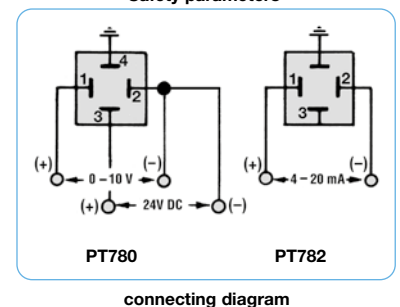 Safety parameters
4
1
2
3
1
2
3
(+)
0 – 10 V
(–)
(+)
4 – 20 mA
(–)
(+)
24V DC
(–)
PT780
PT782
connecting diagram